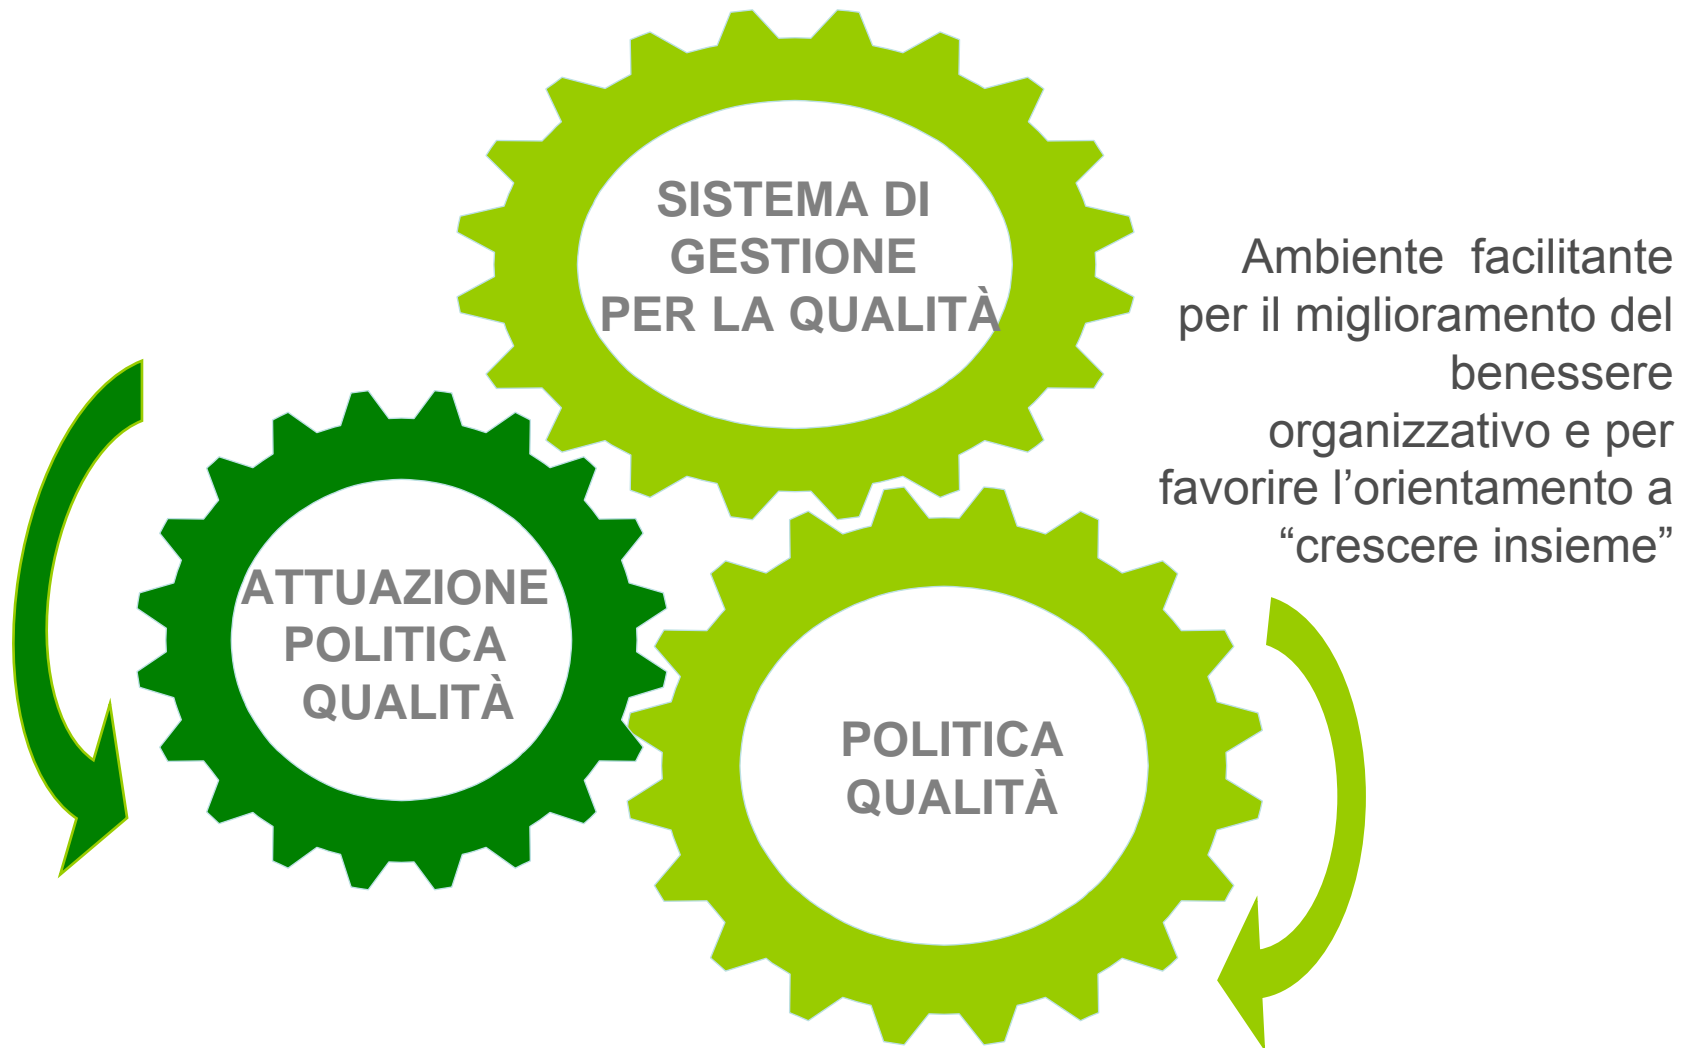 SISTEMA DI
GESTIONE
PER LA QUALITÀ
Ambiente facilitante
per il miglioramento del
benessere
organizzativo e per
favorire l’orientamento a
“crescere insieme”
ATTUAZIONE
POLITICA
QUALITÀ
POLITICA
QUALITÀ